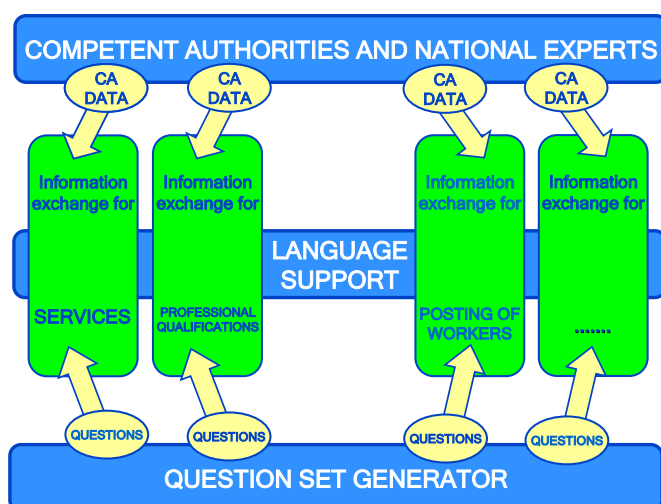 COMPETENT AUTHORITIES AND NATIONAL EXPERTS
CA
DATA
CA
DATA
CA
DATA
CA
DATA
Information
exchange for
Information
exchange for
Information
exchange for
Information
exchange for
LANGUAGE
SUPPORT
SERVICES
PROFESSIONAL
QUALIFICATIONS
POSTING OF
WORKERS
.......
QUESTIONS
QUESTIONS
QUESTIONS
QUESTIONS
QUESTION SET GENERATOR